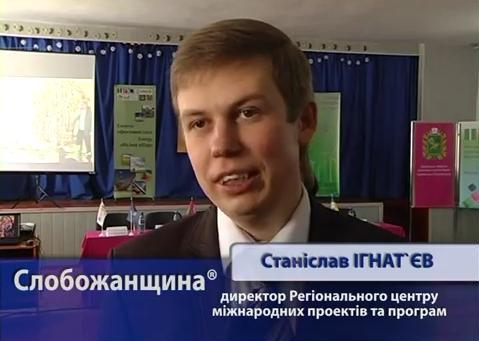 Станіслав ІГНАТ`ЄВ
Слобожанщина®
директор Регіонального центру
міжнародних проектів та програм